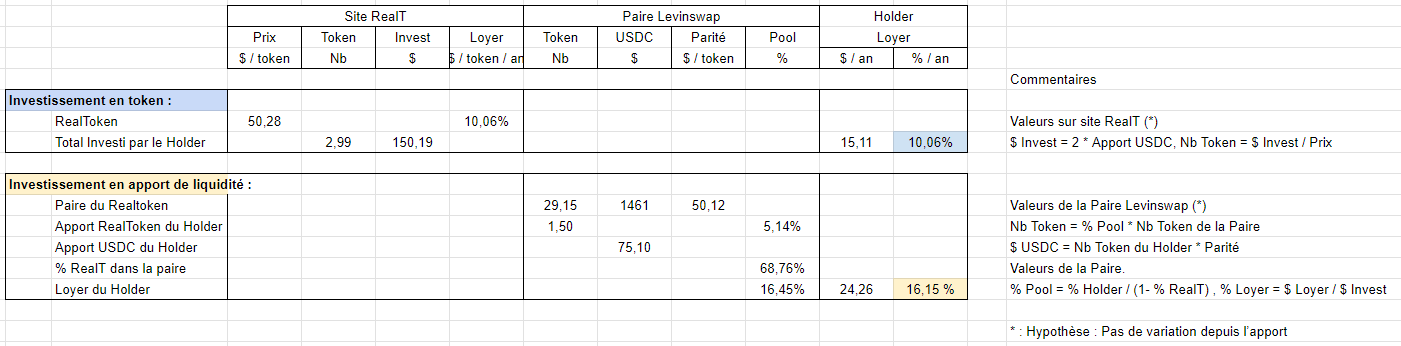 Site RealT Paire Levinswap Holder
Prix Token Invest Loyer Token USDC Parité Pool Loyer
$ / token Nb $ $ / token / an Nb $ $ / token % $ / an % / an
Commentaires
Investissement en token :
RealToken 50,28 10,06% Valeurs sur site RealT (*)
Total Investi par le Holder 2,99 150,19 15,11 10,06% $ Invest = 2 * Apport USDC, Nb Token = $ Invest / Prix
Investissement en apport de liquidité :
Paire du Realtoken 29,15 1461 50,12 Valeurs de la Paire Levinswap (*)
Apport RealToken du Holder 1,50 5,14% Nb Token = % Pool * Nb Token de la Paire
Apport USDC du Holder 75,10 $ USDC = Nb Token du Holder * Parité
% RealT dans la paire 68,76% Valeurs de la Paire.
Loyer du Holder 16,45% 24,26 16,15 % % Pool = % Holder / (1- % RealT) , % Loyer = $ Loyer / $ Invest
* : Hypothèse : Pas de variation depuis l'apport